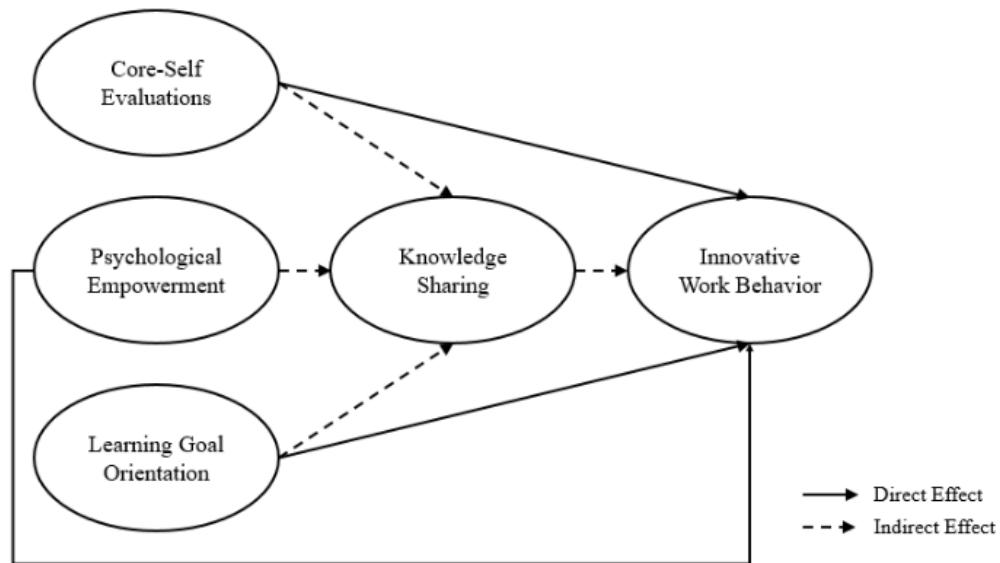 Core-Self
Evaluations
Psychological
Empowerment
Knowledge
Sharing
Innovative
Work Behavior
Learning Goal
Orientation
Direct Effect
Indirect Effect